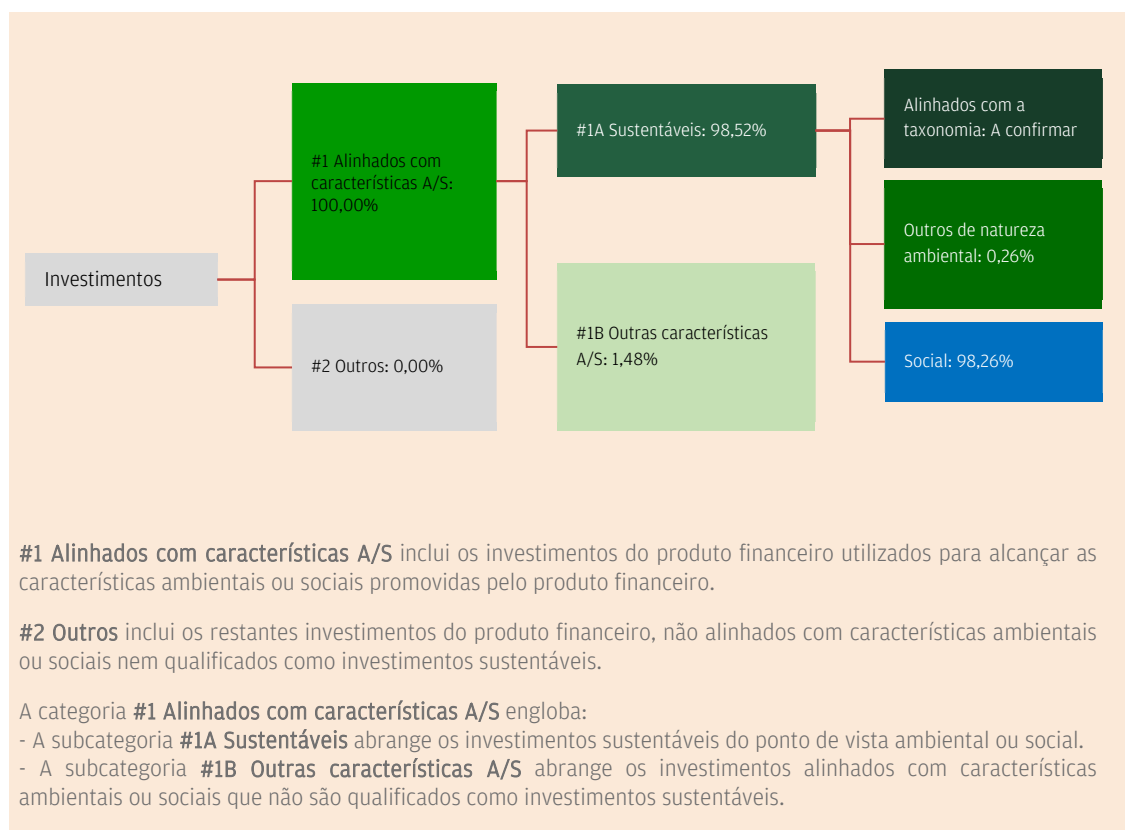 Investimentos
#1 Alinhados com
características A/S:
100,00%
#2 Outros: 0,00%
#1A Sustentáveis: 98,52%
#1B Outras características
A/S: 1,48%
Alinhados com a
taxonomia: A confirmar
Outros de natureza
ambiental: 0,26%
Social: 98,26%
#1 Alinhados com características A/S inclui os investimentos do produto financeiro utilizados para alcançar as
características ambientais ou sociais promovidas pelo produto financeiro.
#2 Outros inclui os restantes investimentos do produto financeiro, não alinhados com características ambientais
ou sociais nem qualificados como investimentos sustentáveis.
A categoria #1 Alinhados com características A/S engloba:
- A subcategoria #1A Sustentáveis abrange os investimentos sustentáveis do ponto de vista ambiental ou social.
- A subcategoria #1B Outras características A/S abrange os investimentos alinhados com características
ambientais ou sociais que não são qualificados como investimentos sustentáveis.